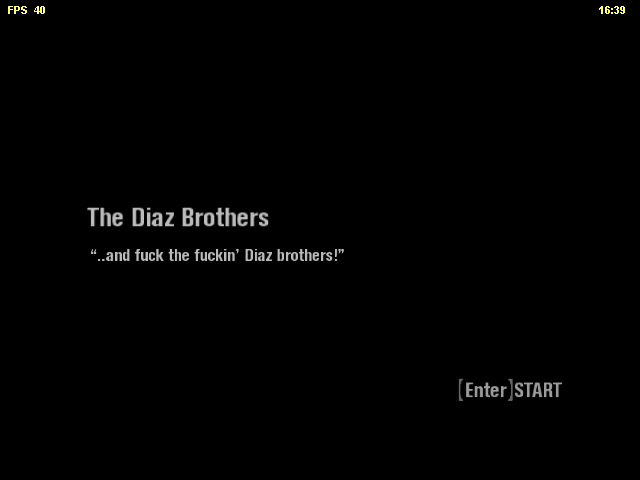 FPS 40
16:39
The Diaz Brothers
“..and fuck the fuckin’ Diaz brothers!”
[Enter]START